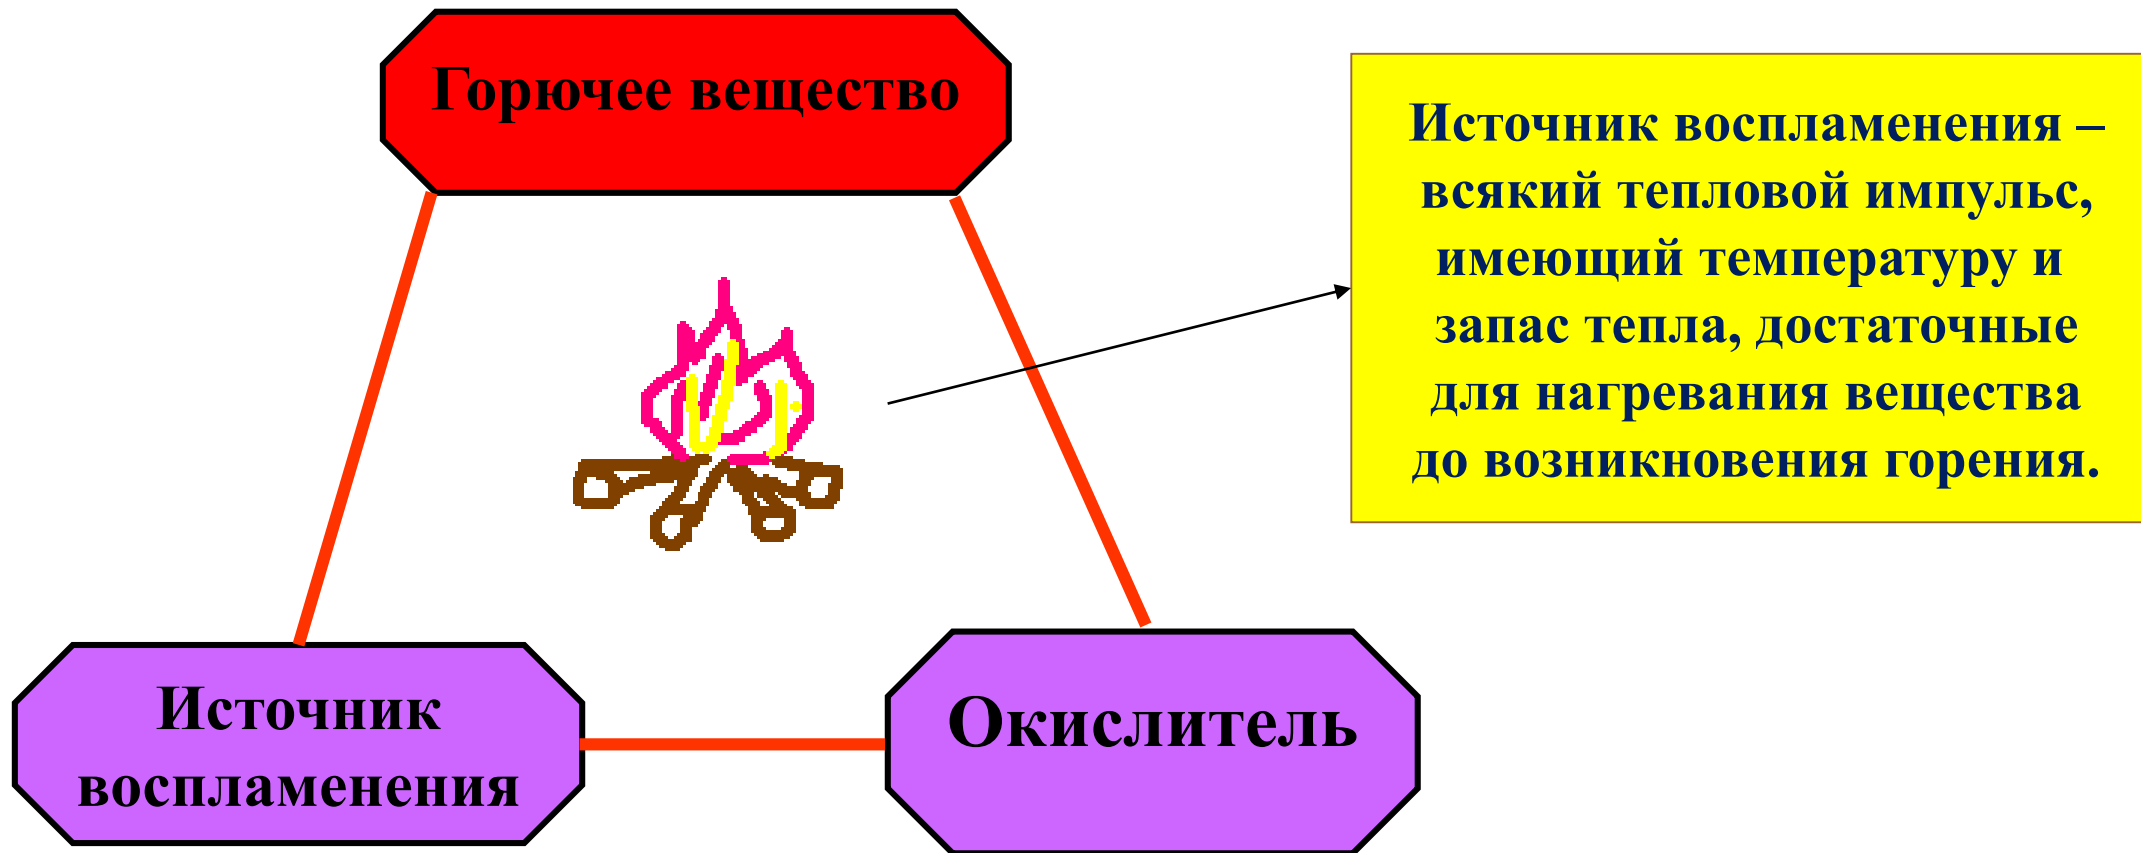 Горючее вещество
Источник воспламенения –
всякий тепловой импульс,
имеющий температуру и
запас тепла, достаточные
для нагревания вещества
до возникновения горения.
Источник
воспламенения
Окислитель